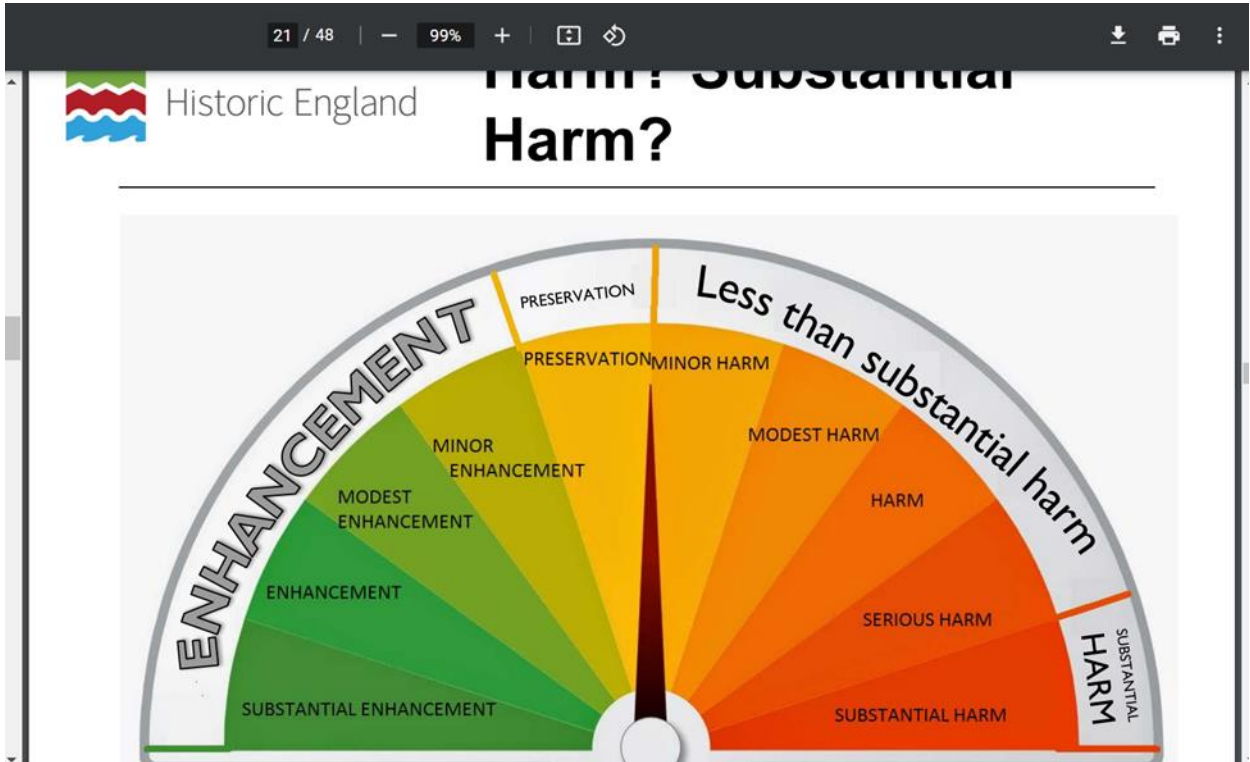 21 / 48
99%
Historic England
Harm? Substantial
Harm?
ENHANCEMENT
PRESERVATION
Less than substantial harm
SUBSTANTIAL
HARM
PRESERVATION
MINOR HARM
MINOR
ENHANCEMENT
MODEST HARM
MODEST
ENHANCEMENT
HARM
ENHANCEMENT
SERIOUS HARM
SUBSTANTIAL ENHANCEMENT
SUBSTANTIAL HARM